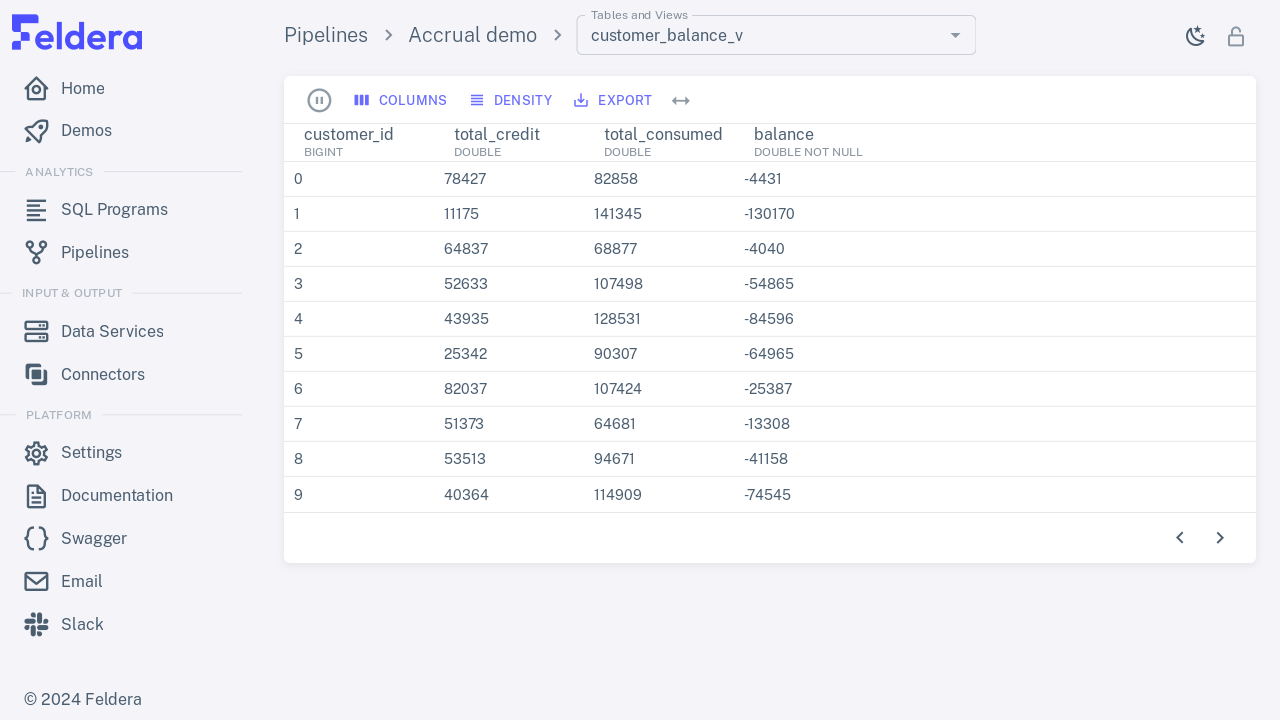 Feldera
Home
Demos
ANALYTICS
SQL Programs
Pipelines
INPUT & OUTPUT
Data Services
Connectors
PLATFORM
Settings
Documentation
Swagger
Email
Slack
© 2024 Feldera
Pipelines > Accrual demo >
Tables and Views
customer_balance_v
COLUMNS DENSITY EXPORT
customer_id total_credit total_consumed balance
BIGINT DOUBLE DOUBLE DOUBLE NOT NULL
0 78427 82858 -4431
1 11175 141345 -130170
2 64837 68877 -4040
3 52633 107498 -54865
4 43935 128531 -84596
5 25342 90307 -64965
6 82037 107424 -25387
7 51373 64681 -13308
8 53513 94671 -41158
9 40364 114909 -74545